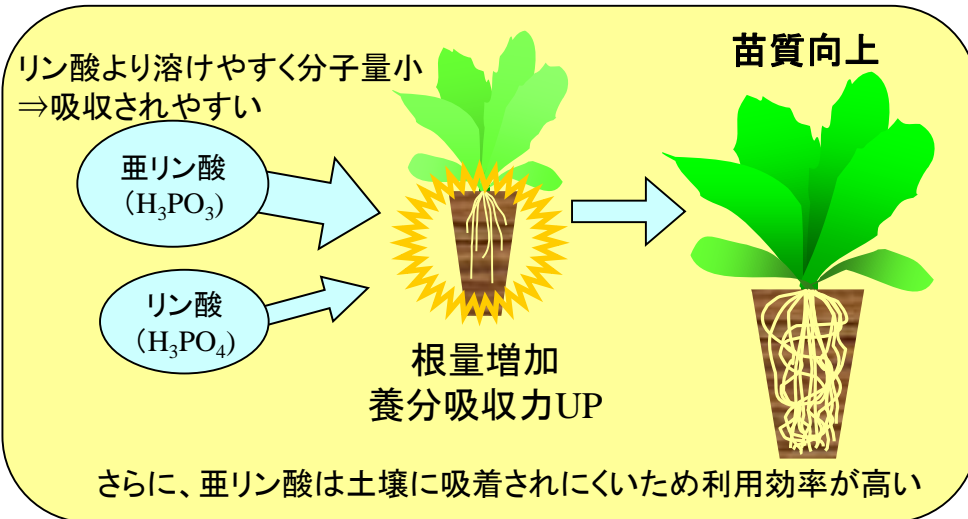 リン酸より溶けやすく分子量小
⇒吸収されやすい
苗質向上
亜リン酸
(H₃PO₃)
リン酸
(H₃PO₄)
根量増加
養分吸収力UP
さらに、亜リン酸は土壌に吸着されにくいため利用効率が高い